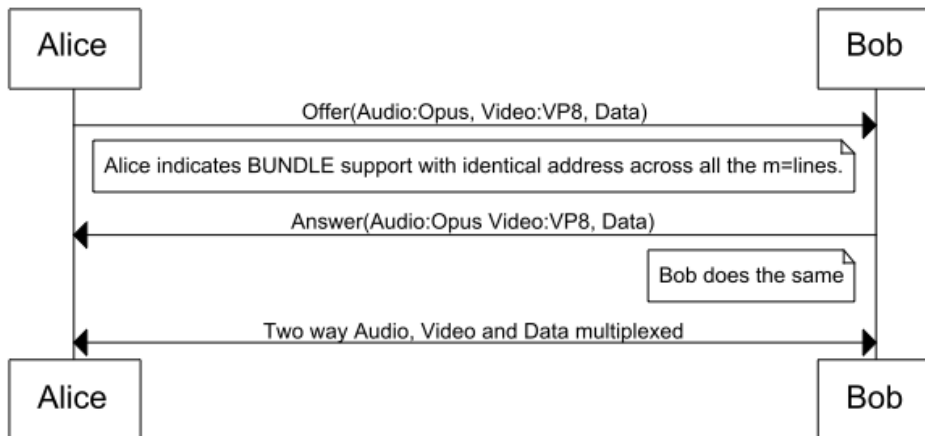 Alice
Bob
Offer(Audio:Opus, Video:VP8, Data)
Alice indicates BUNDLE support with identical address across all the m=lines.
Answer(Audio:Opus Video:VP8, Data)
Bob does the same
Two way Audio, Video and Data multiplexed
Alice
Bob